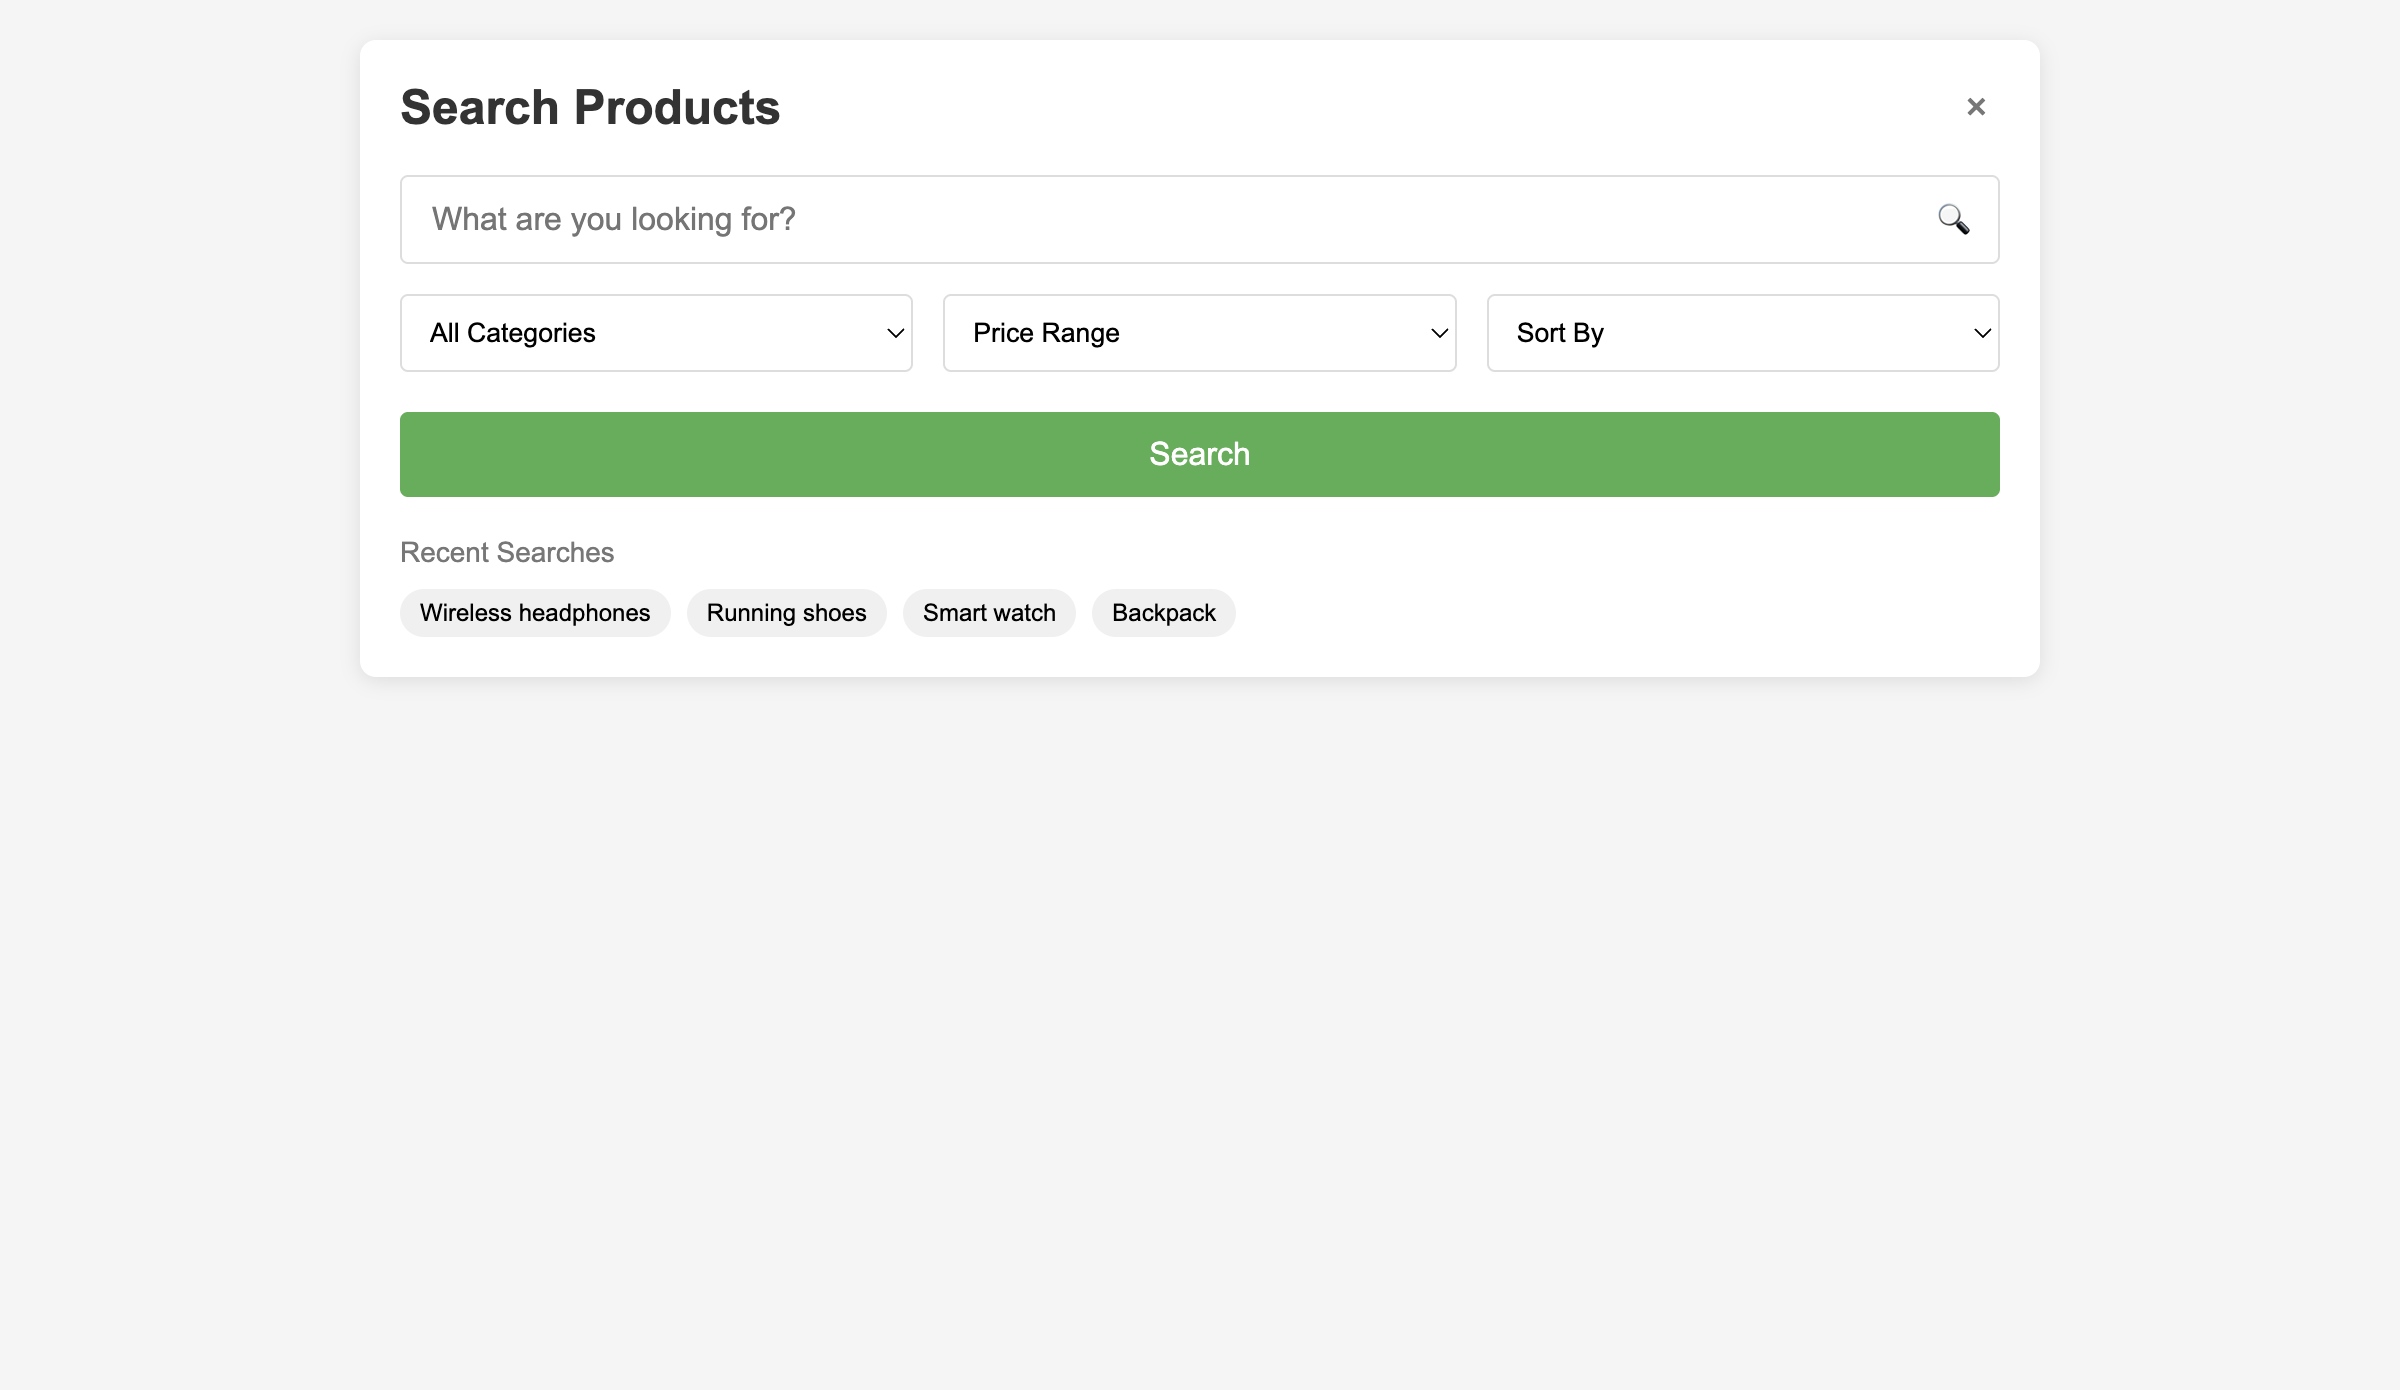 Search Products ×
What are you looking for?
All Categories Price Range Sort By
Search
Recent Searches
Wireless headphones Running shoes Smart watch Backpack